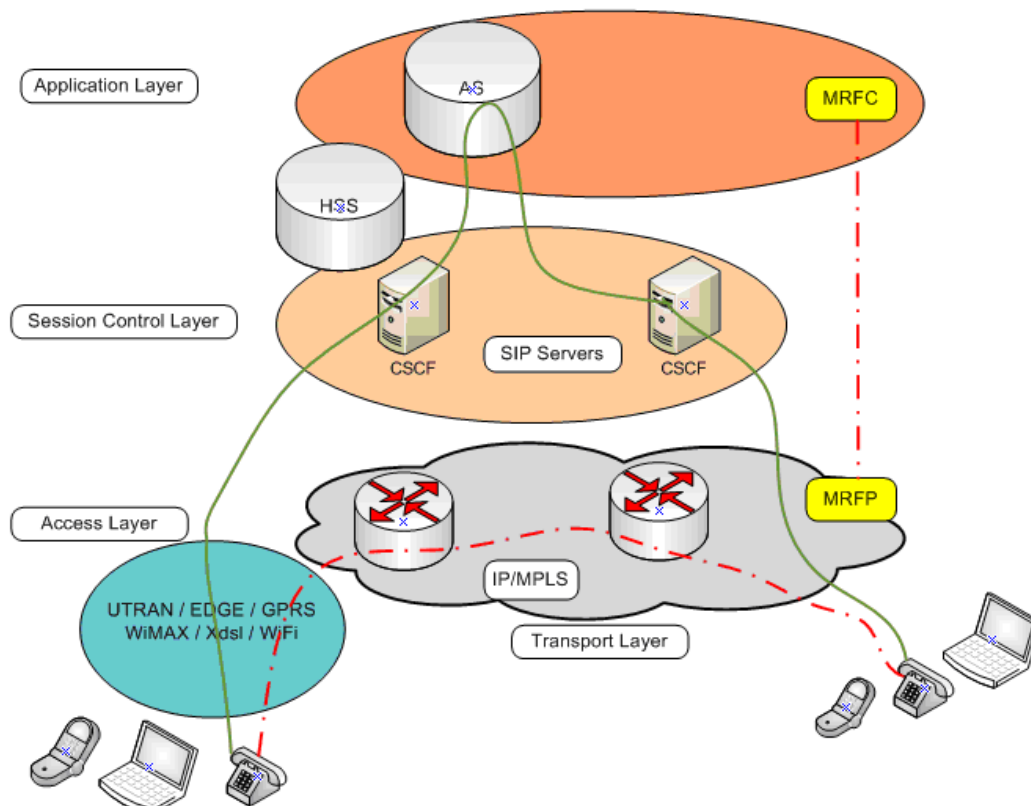 Application Layer
AS
MRFC
HSS
Session Control Layer
SIP Servers
CSCF
CSCF
Access Layer
MRFP
IP/MPLS
UTRAN / EDGE / GPRS
WiMAX / Xdsl / WiFi
Transport Layer